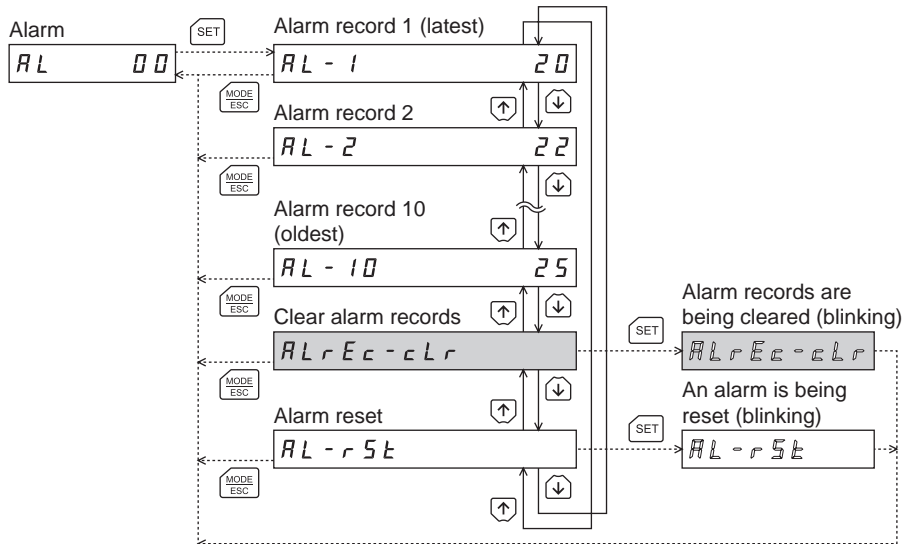 Alarm
AL 00
SET
Alarm record 1 (latest)
AL-1 20
MODE
ESC
↑
↓
Alarm record 2
AL-2 22
MODE
ESC
↓
Alarm record 10
(oldest)
↑
AL-10 25
MODE
ESC
↑
↓
Clear alarm records
ALrEc-cLr
SET
Alarm records are
being cleared (blinking)
ALrEc-cLr
MODE
ESC
↑
↓
Alarm reset
AL-rSt
SET
An alarm is being
reset (blinking)
AL-rSt
MODE
ESC
↑
↓